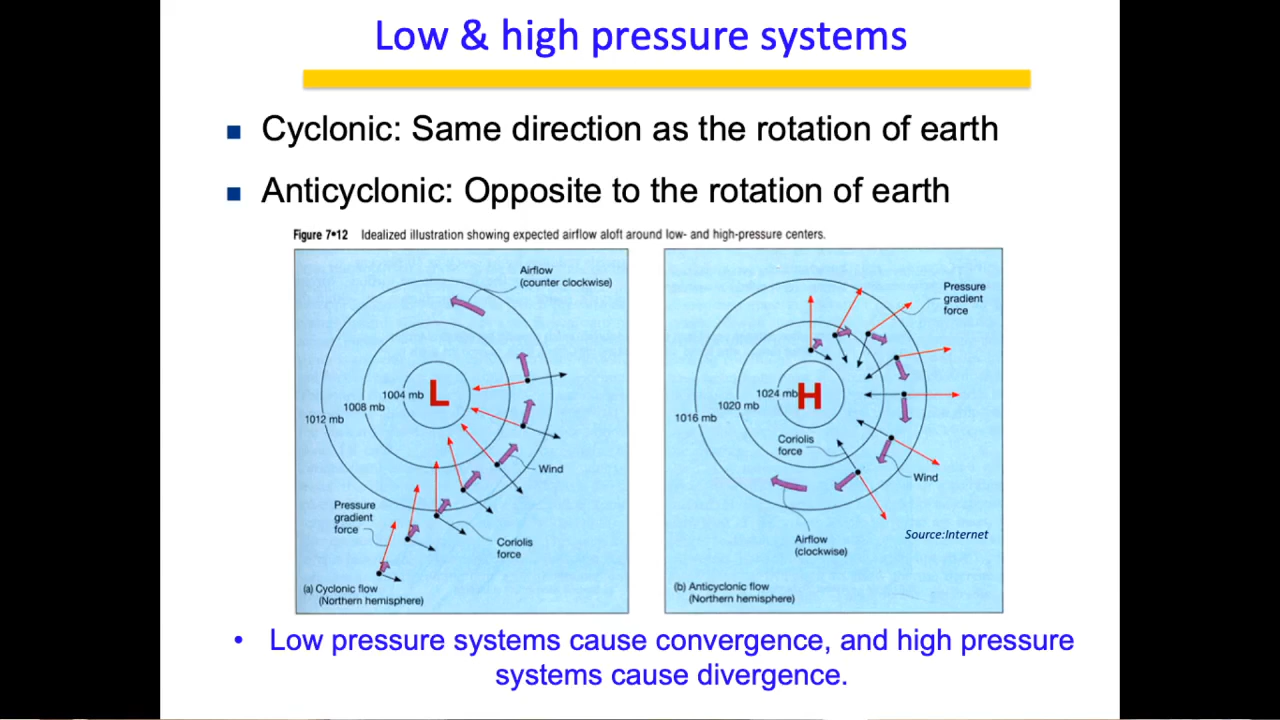 Low & high pressure systems
Cyclonic: Same direction as the rotation of earth
Anticyclonic: Opposite to the rotation of earth
Figure 7•12 Idealized illustration showing expected airflow aloft around low- and high-pressure centers.
Airflow
(counter clockwise)
L
1004 mb
1008 mb
1012 mb
Wind
Pressure
gradient
force
Coriolis
force
(a) Cyclonic flow
(Northern hemisphere)
Pressure
gradient
force
H
1024 mb
1020 mb
1016 mb
Coriolis
force
Wind
Airflow
(clockwise)
Source:Internet
(b) Anticyclonic flow
(Northern hemisphere)
• Low pressure systems cause convergence, and high pressure
systems cause divergence.